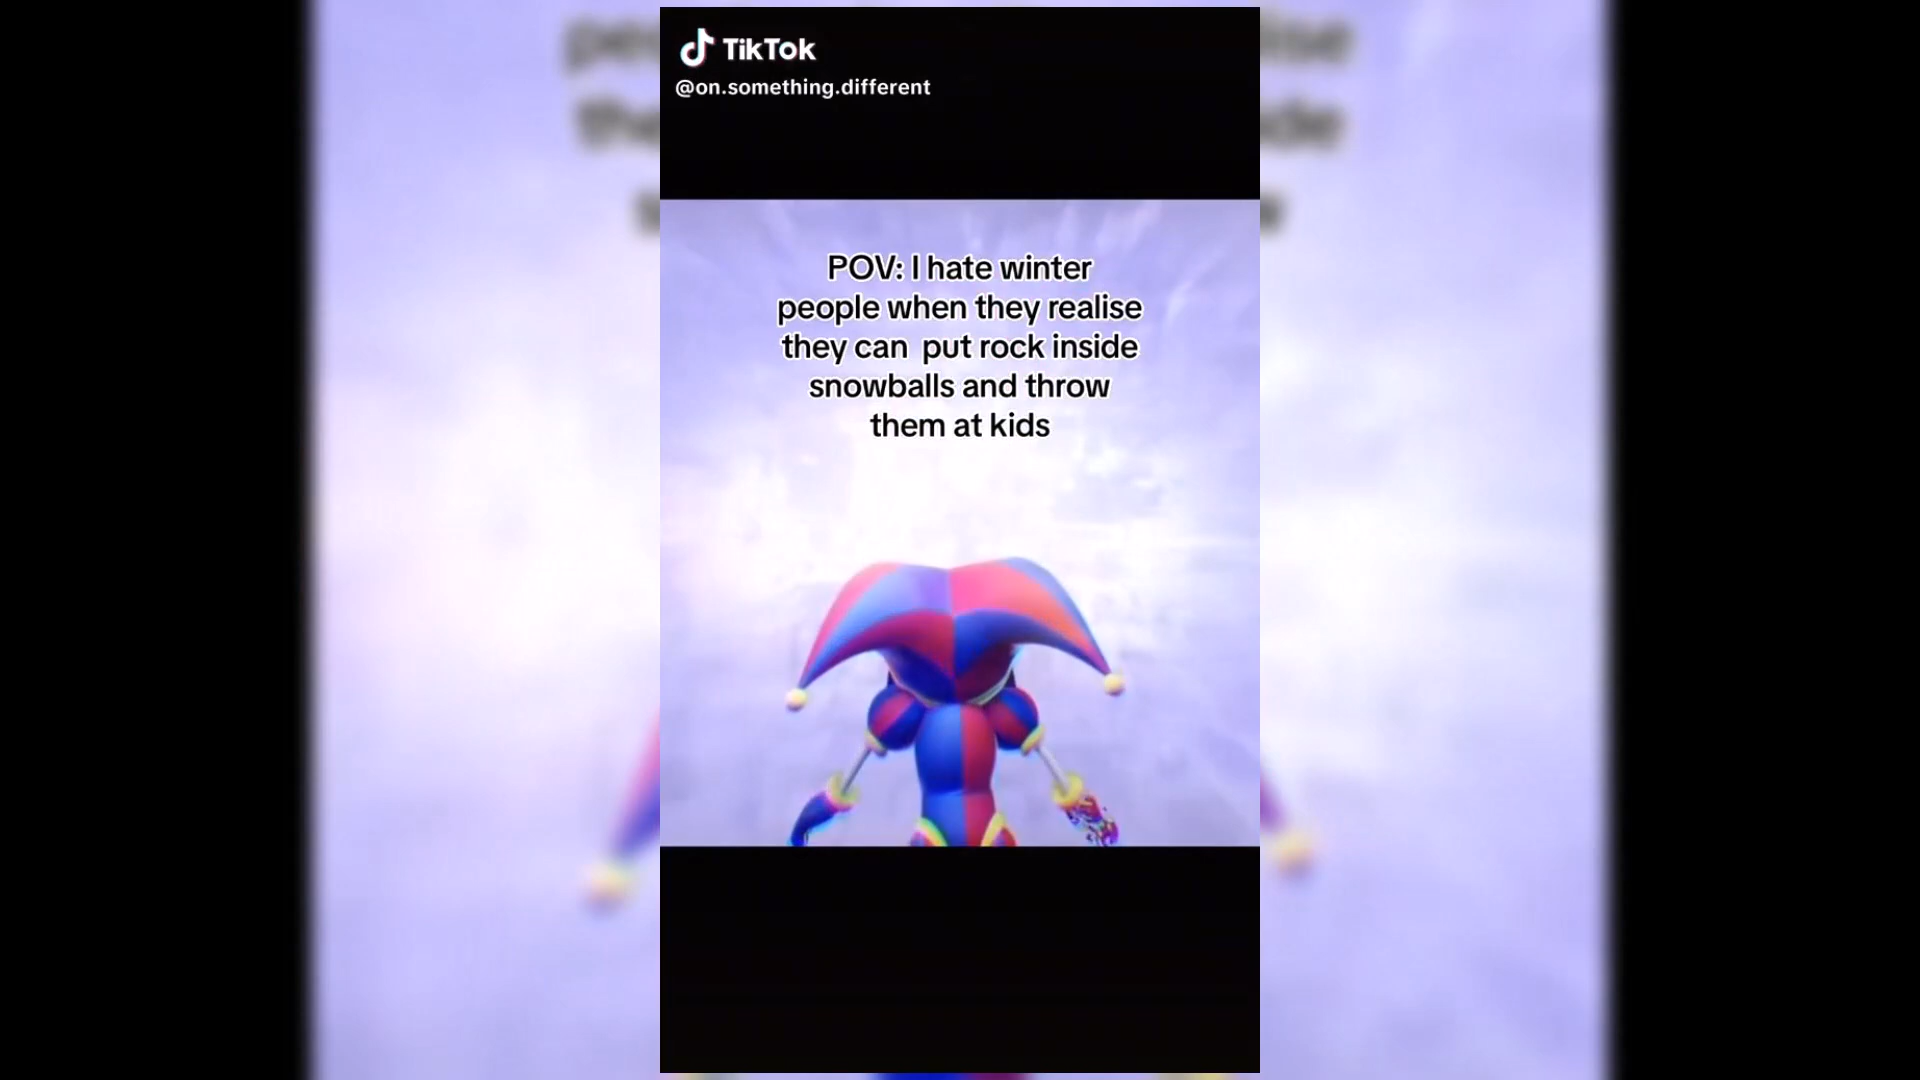 TikTok
@on.something.different
POV: I hate winter
people when they realise
they can  put rock inside
snowballs and throw
them at kids